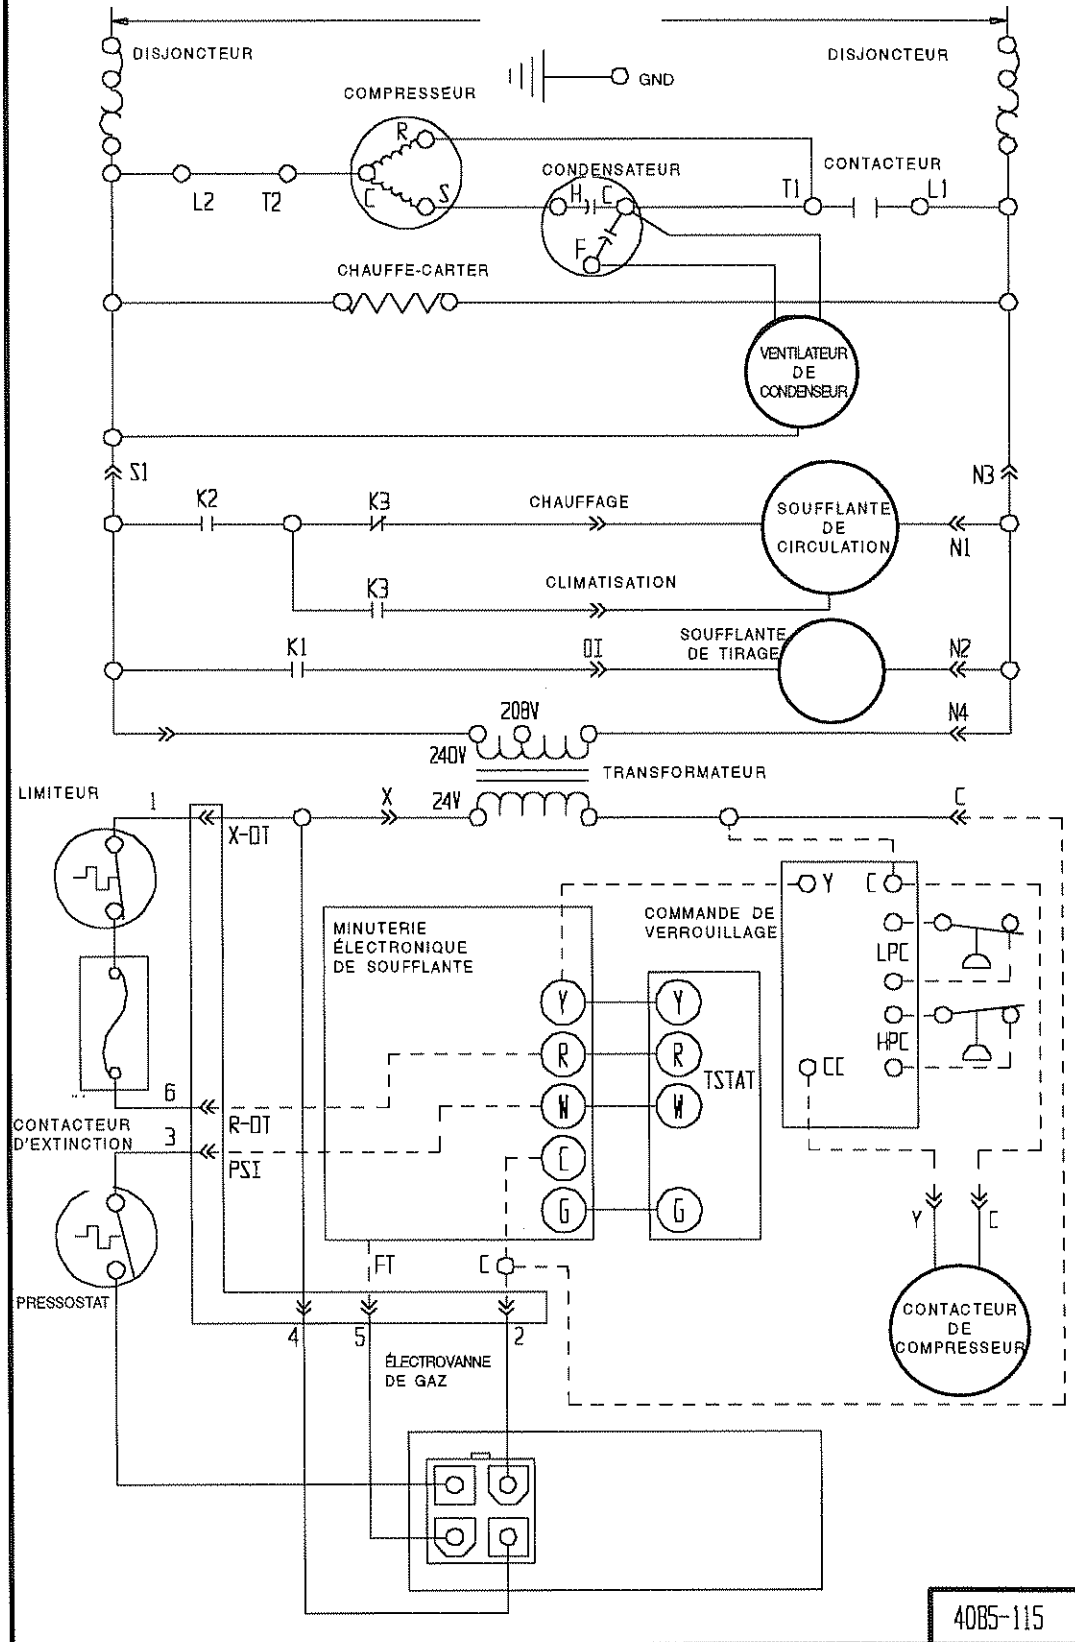 DISJONCTEUR
DISJONCTEUR
GND
COMPRESSEUR
R
CONDENSATEUR
CONTACTEUR
L2
T2
C
S
H
C
T1
L1
F
CHAUFFE-CARTER
VENTILATEUR
DE
CONDENSEUR
S1
N3
K2
K3
CHAUFFAGE
SOUFFLANTE
DE
CIRCULATION
N1
K3
CLIMATISATION
K1
DI
SOUFFLANTE
DE TIRAGE
N2
208V
N4
240V
TRANSFORMATEUR
LIMITEUR
1
X
24V
C
X-OT
Y
C
MINUTERIE
ÉLECTRONIQUE
DE SOUFFLANTE
COMMANDE DE
VERROUILLAGE
LPC
Y
Y
R
R
HPC
TSTAT
CC
6
R-OT
W
W
CONTACTEUR
D'EXTINCTION
3
PSI
C
G
G
Y
C
FT
C
PRESSOSTAT
CONTACTEUR
DE
COMPRESSEUR
4
5
2
ÉLECTROVANNE
DE GAZ
4085-115